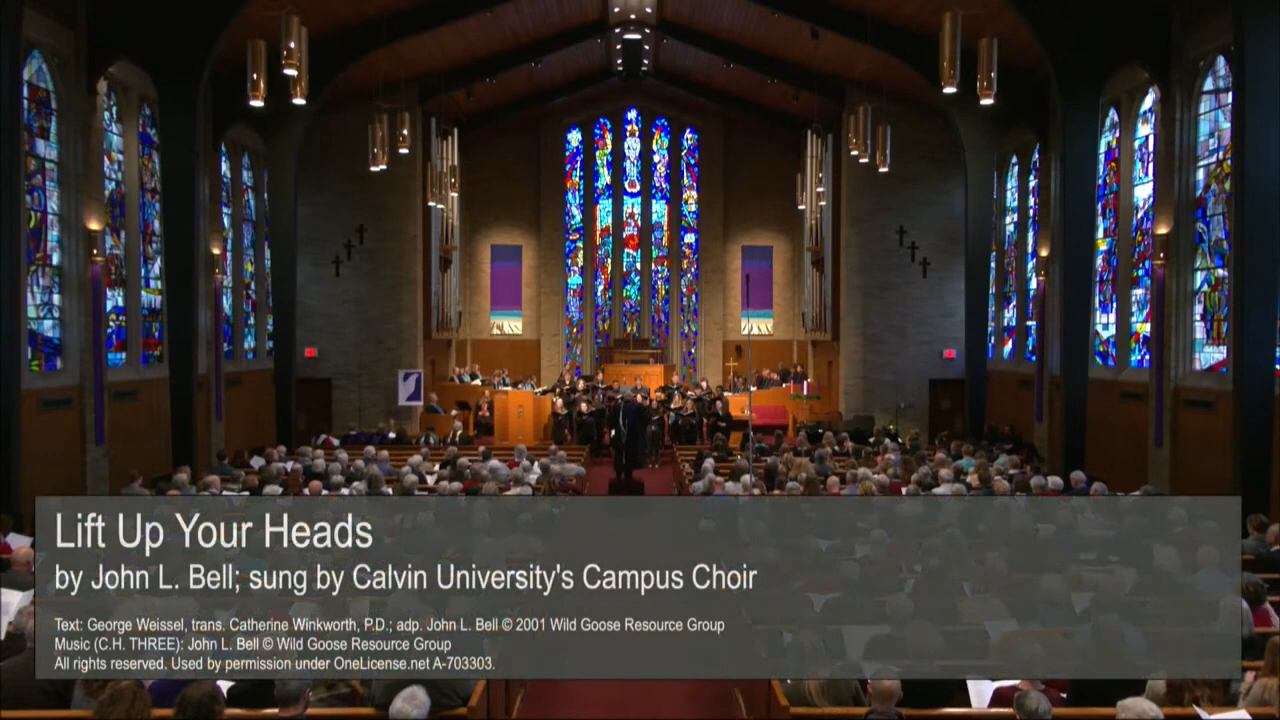 Lift Up Your Heads
by John L. Bell; sung by Calvin University's Campus Choir
Text: George Weissel, trans. Catherine Winkworth, P.D.; adp. John L. Bell © 2001 Wild Goose Resource Group
Music (C.H. THREE): John L. Bell © Wild Goose Resource Group
All rights reserved. Used by permission under OneLicense.net A-703303.